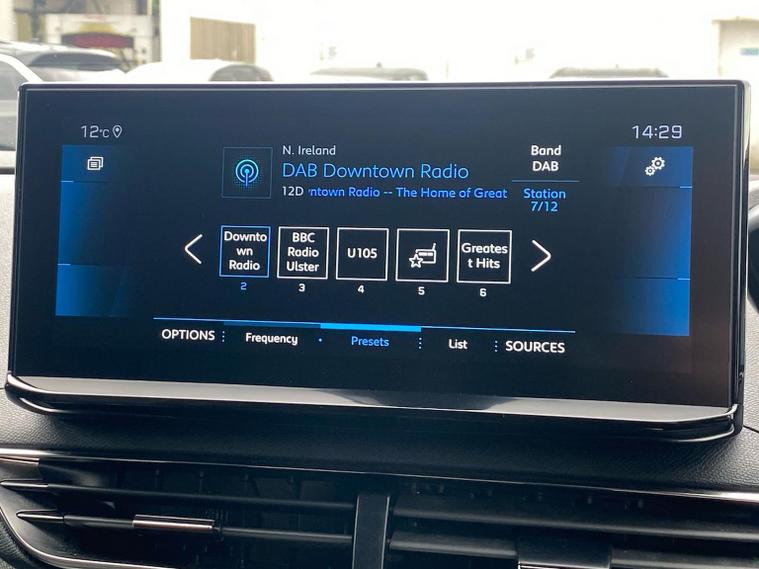 12°C
14:29
N. Ireland
DAB Downtown Radio
12D ntown Radio -- The Home of Great
Band
DAB
Station
7/12
Downto
wn
Radio
2
BBC
Radio
Ulster
3
U105
4
5
Greates
t Hits
6
OPTIONS
Frequency
Presets
List
SOURCES